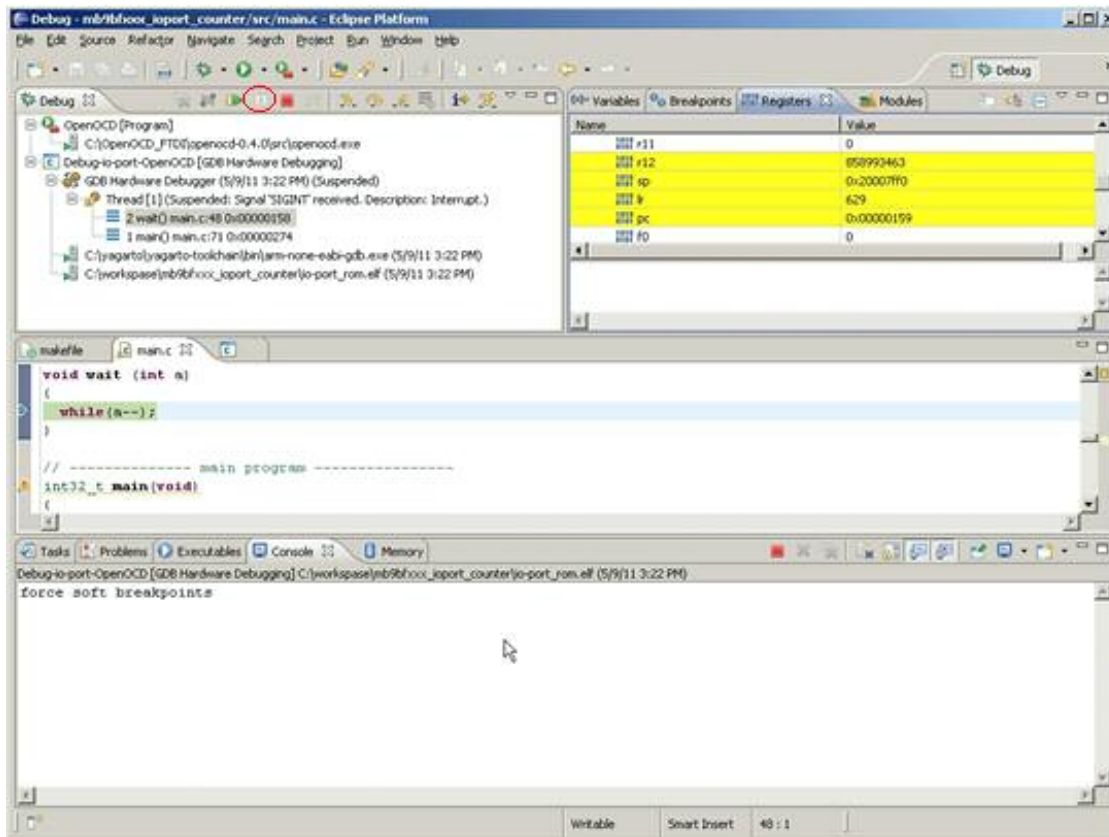 Debug - mb9bfxxx_ioport_counter/src/main.c - Eclipse Platform
File Edit Source Refactor Navigate Search Project Run Window Help
Debug
Debug
OpenOCD [Program]
C:\OpenOCD_FTDI\openocd-0.4.0\src\openocd.exe
Debug-io-port-OpenOCD [GDB Hardware Debugging]
GDB Hardware Debugger (5/9/11 3:22 PM) (Suspended)
Thread [1] (Suspended: Signal 'SIGINT' received. Description: Interrupt.)
2 wait() main.c:48 0x00000158
1 main() main.c:71 0x00000274
C:\yagarto\yagarto-toolchain\bin\arm-none-eabi-gdb.exe (5/9/11 3:22 PM)
C:\workspase\mb9bfxxx_ioport_counter\io-port_rom.elf (5/9/11 3:22 PM)
Variables Breakpoints Registers Modules
Name Value
r11 0
r12 858993463
sp 0x20007ff0
lr 629
pc 0x00000159
f0 0
makefile main.c
void wait (int n)
{
while(n--);
}
// -------------- main program ----------------
int32_t main(void)
{
Tasks Problems Executables Console Memory
Debug-io-port-OpenOCD [GDB Hardware Debugging] C:\workspase\mb9bfxxx_ioport_counter\io-port_rom.elf (5/9/11 3:22 PM)
force soft breakpoints
Writable Smart Insert 48 : 1